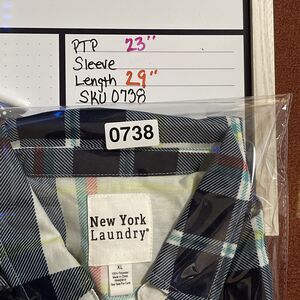 PTP 23"
Sleeve
Length 29"
SKU 0738
0738
New York
Laundry®
XL